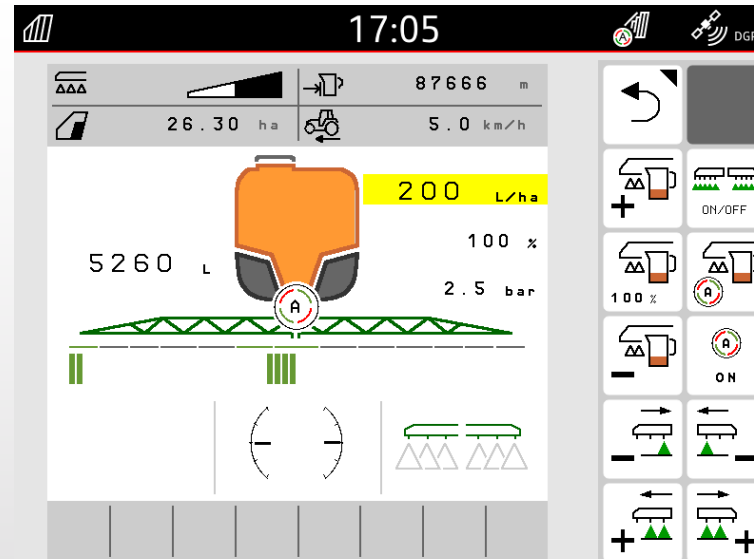 17:05
DGP
87666 m
26.30 ha
5.0 km/h
200 L/ha
5260 L
100 %
2.5 bar
A
ON/OFF
100 %
A
A
ON